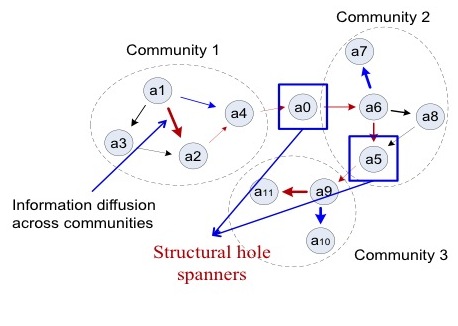 Community 2
Community 1
a7
a1
a4
a0
a6
a8
a3
a2
a5
a11
a9
a10
Information diffusion
across communities
Structural hole
spanners
Community 3